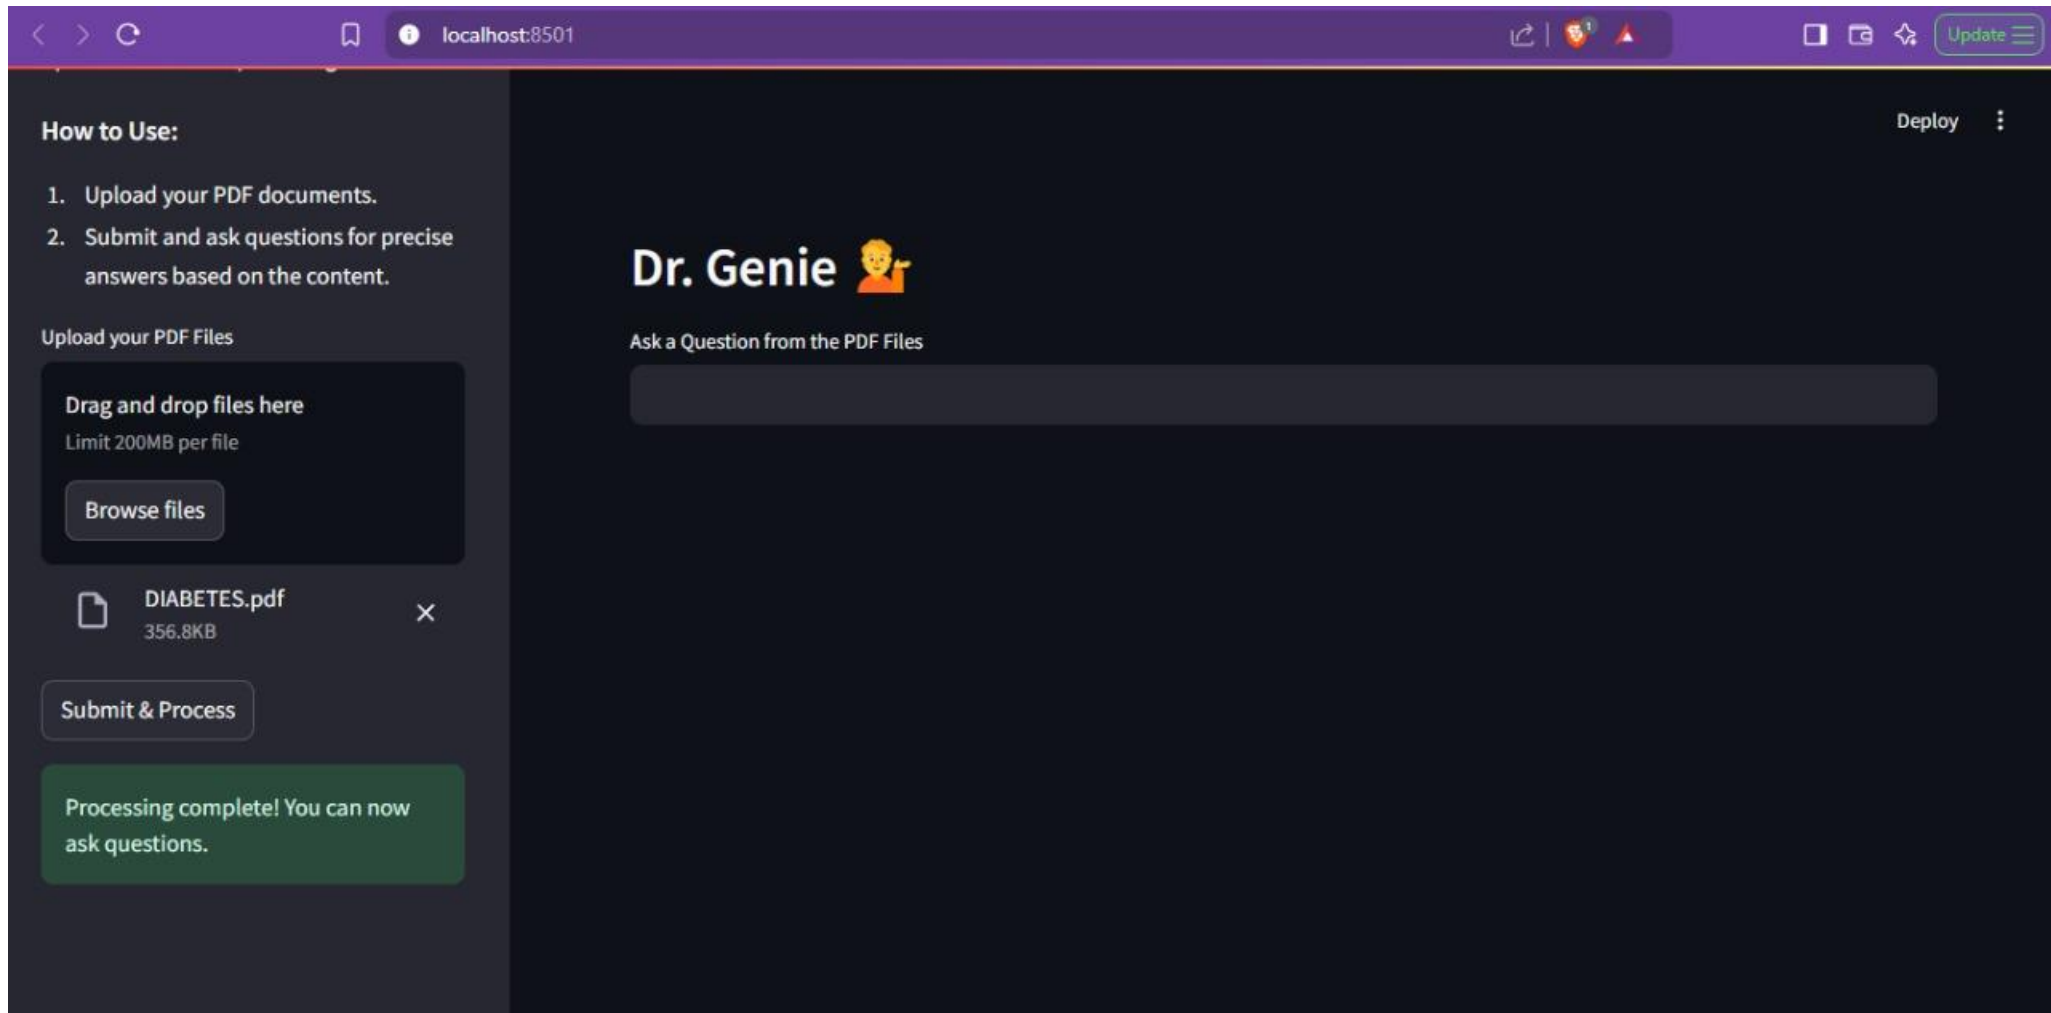 localhost:8501
1
Update
How to Use:
1. Upload your PDF documents.
2. Submit and ask questions for precise
answers based on the content.
Upload your PDF Files
Drag and drop files here
Limit 200MB per file
Browse files
DIABETES.pdf
356.8KB
Submit & Process
Processing complete! You can now
ask questions.
Deploy
Dr. Genie
Ask a Question from the PDF Files